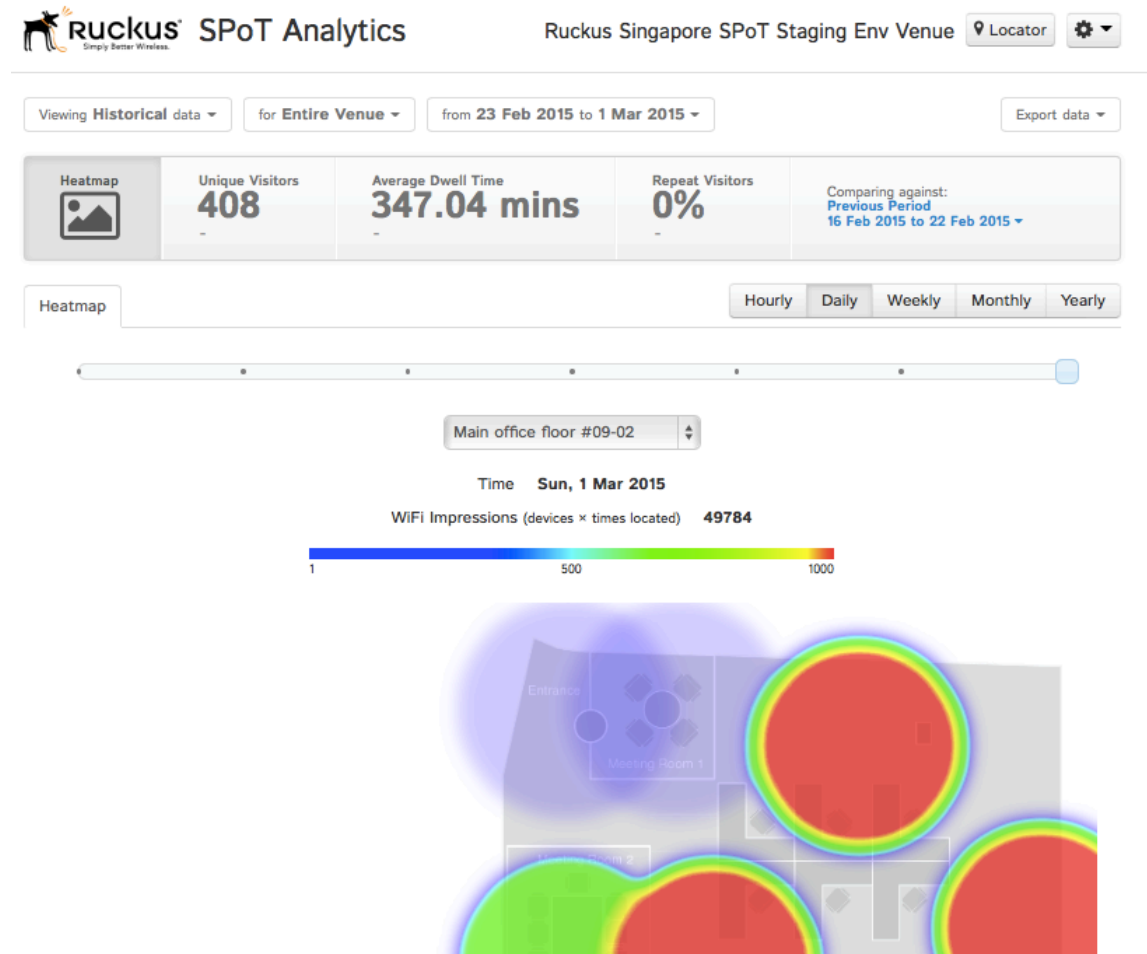 Ruckus
Simply Better Wireless.
SPoT Analytics
Ruckus Singapore SPoT Staging Env Venue
Locator
Viewing Historical data
for Entire Venue
from 23 Feb 2015 to 1 Mar 2015
Export data
Heatmap
Unique Visitors
408
-
Average Dwell Time
347.04 mins
-
Repeat Visitors
0%
-
Comparing against:
Previous Period
16 Feb 2015 to 22 Feb 2015
Heatmap
Hourly
Daily
Weekly
Monthly
Yearly
Main office floor #09-02
Time Sun, 1 Mar 2015
WiFi Impressions (devices × times located) 49784
1
500
1000
Entrance
Meeting Room 1
Meeting Room 2